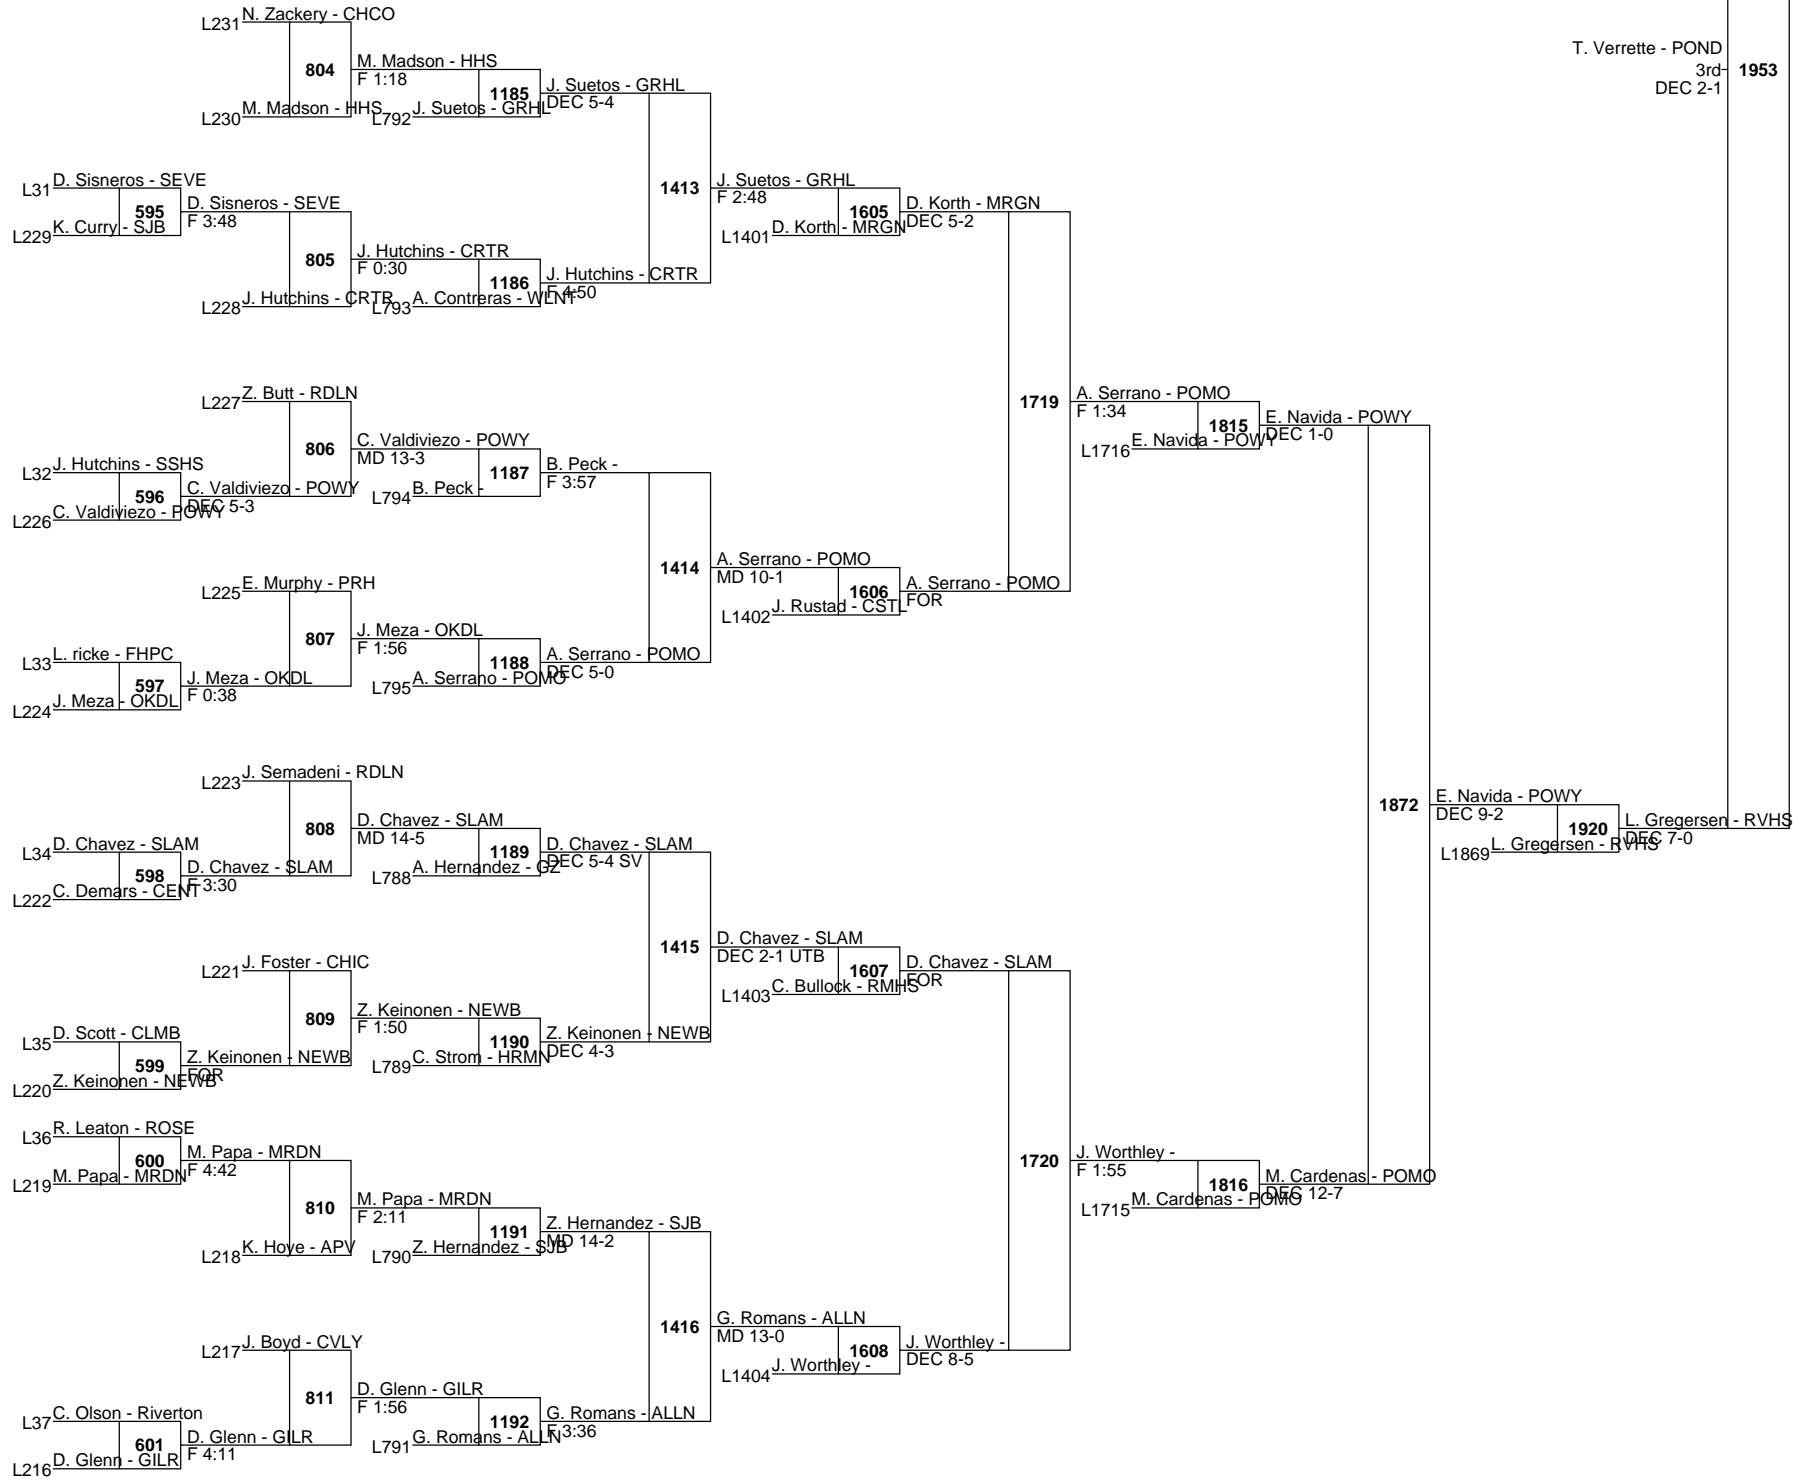 N. Zackery - CHCO
L231
T. Verrette - POND
804
M. Madson - HHS
F 1:18
3rd
1953
DEC 2-1
J. Suetos - GRHL
1185
DEC 5-4
M. Madson - HHS
L230
J. Suetos - GRHL
L792
D. Sisneros - SEVE
L31
J. Suetos - GRHL
1413
F 2:48
D. Sisneros - SEVE
595
F 3:48
K. Curry - SJB
L229
D. Korth - MRGN
1605
DEC 5-2
D. Korth - MRGN
L1401
805
J. Hutchins - CRTR
F 0:30
J. Hutchins - CRTR
1186
F 4:50
J. Hutchins - CRTR
L228
A. Contreras - WLNT
L793
Z. Butt - RDLN
L227
1719
A. Serrano - POMO
F 1:34
E. Navida - POWY
1815
DEC 1-0
E. Navida - POWY
L1716
806
C. Valdiviezo - POWY
MD 13-3
J. Hutchins - SSHS
L32
1187
B. Peck -
F 3:57
C. Valdiviezo - POWY
596
DEC 5-3
B. Peck -
L794
C. Valdiviezo - POWY
L226
1414
A. Serrano - POMO
MD 10-1
E. Murphy - PRH
L225
1606
A. Serrano - POMO
FOR
J. Rustad - CSTL
L1402
807
J. Meza - OKDL
F 1:56
L. ricke - FHPC
L33
1188
A. Serrano - POMO
DEC 5-0
J. Meza - OKDL
597
F 0:38
A. Serrano - POMO
L795
J. Meza - OKDL
L224
J. Semadeni - RDLN
L223
1872
E. Navida - POWY
DEC 9-2
808
D. Chavez - SLAM
MD 14-5
1920
L. Gregersen - RVHS
DEC 7-0
L. Gregersen - RVHS
L1869
D. Chavez - SLAM
L34
1189
D. Chavez - SLAM
DEC 5-4 SV
D. Chavez - SLAM
598
F 3:30
A. Hernandez - GZ
L788
C. Demars - CENT
L222
1415
D. Chavez - SLAM
DEC 2-1 UTB
J. Foster - CHIC
L221
1607
D. Chavez - SLAM
FOR
C. Bullock - RMHS
L1403
809
Z. Keinonen - NEWB
F 1:50
D. Scott - CLMB
L35
1190
Z. Keinonen - NEWB
DEC 4-3
Z. Keinonen - NEWB
599
FOR
C. Strom - HRMN
L789
Z. Keinonen - NEWB
L220
R. Leaton - ROSE
L36
M. Papa - MRDN
600
F 4:42
M. Papa - MRDN
L219
1720
J. Worthley -
F 1:55
1816
M. Cardenas - POMO
DEC 12-7
M. Cardenas - POMO
L1715
810
M. Papa - MRDN
F 2:11
1191
Z. Hernandez - SJB
MD 14-2
K. Hoye - APV
L218
Z. Hernandez - SJB
L790
1416
G. Romans - ALLN
MD 13-0
J. Boyd - CVLY
L217
1608
J. Worthley -
DEC 8-5
J. Worthley -
L1404
811
D. Glenn - GILR
F 1:56
C. Olson - Riverton
L37
1192
G. Romans - ALLN
F 3:36
D. Glenn - GILR
601
F 4:11
G. Romans - ALLN
L791
D. Glenn - GILR
L216